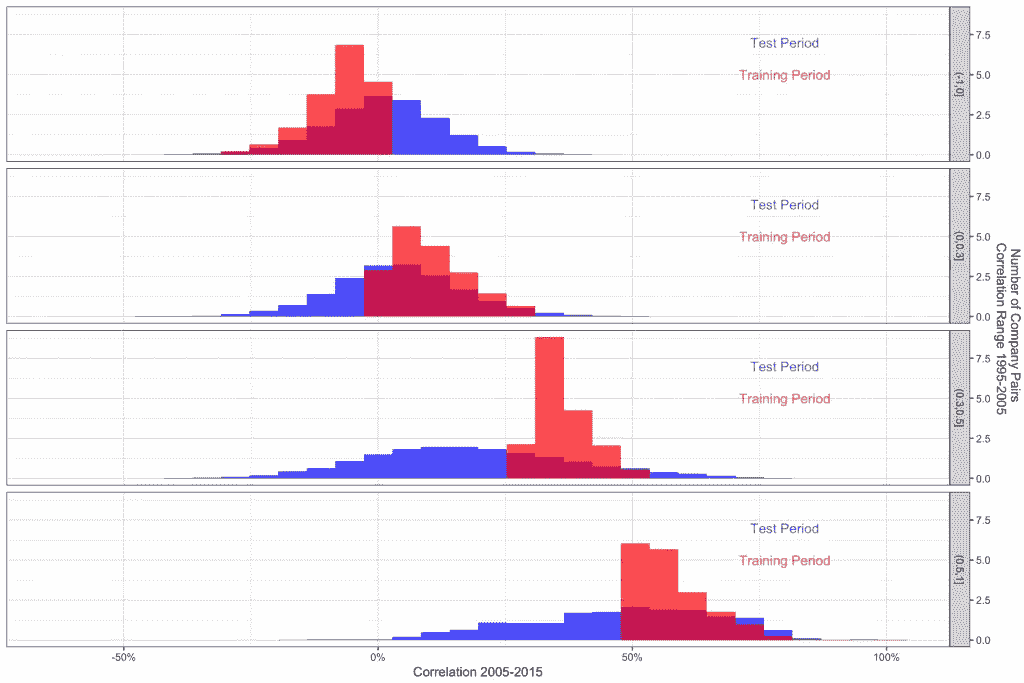 Test Period
Training Period
7.5
5.0
2.5
0.0
(-1,0]
Test Period
Training Period
7.5
5.0
2.5
0.0
(0,0.3]
Test Period
Training Period
7.5
5.0
2.5
0.0
(0.3,0.5]
Test Period
Training Period
7.5
5.0
2.5
0.0
(0.5,1]
Number of Company Pairs
Correlation Range 1995-2005
-50%
0%
50%
100%
Correlation 2005-2015